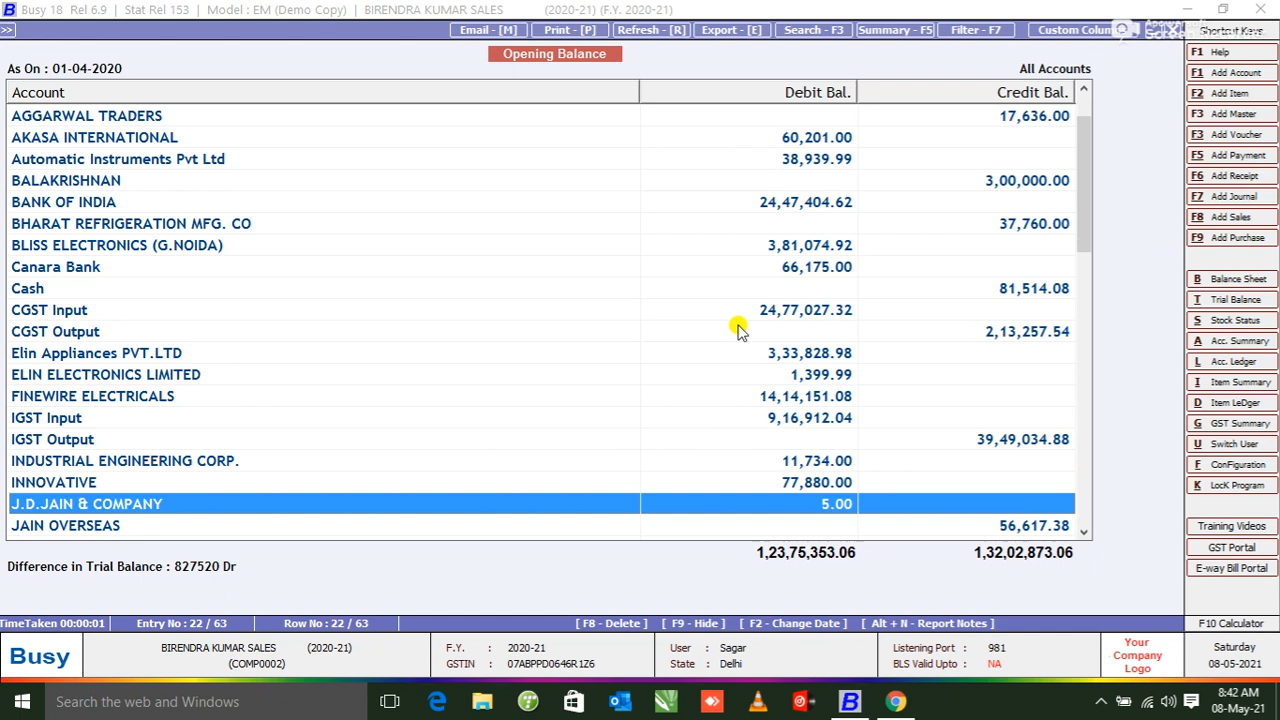 Busy 18 Rel 6.9 | Stat Rel 153 | Model : EM (Demo Copy) | BIRENDRA KUMAR SALES (2020-21) (F.Y. 2020-21)
>> Email - [M] Print - [P] Refresh - [R] Export - [E] Search - F3 Summary - F5 Filter - F7 Custom Colum
Shortcut Keys
Opening Balance
As On : 01-04-2020 All Accounts
Account Debit Bal. Credit Bal.
AGGARWAL TRADERS 17,636.00
AKASA INTERNATIONAL 60,201.00
Automatic Instruments Pvt Ltd 38,939.99
BALAKRISHNAN 3,00,000.00
BANK OF INDIA 24,47,404.62
BHARAT REFRIGERATION MFG. CO 37,760.00
BLISS ELECTRONICS (G.NOIDA) 3,81,074.92
Canara Bank 66,175.00
Cash 81,514.08
CGST Input 24,77,027.32
CGST Output 2,13,257.54
Elin Appliances PVT.LTD 3,33,828.98
ELIN ELECTRONICS LIMITED 1,399.99
FINEWIRE ELECTRICALS 14,14,151.08
IGST Input 9,16,912.04
IGST Output 39,49,034.88
INDUSTRIAL ENGINEERING CORP. 11,734.00
INNOVATIVE 77,880.00
J.D.JAIN & COMPANY 5.00
JAIN OVERSEAS 56,617.38
1,23,75,353.06 1,32,02,873.06
Difference in Trial Balance : 827520 Dr
F1 Help
F1 Add Account
F2 Add Item
F3 Add Master
F3 Add Voucher
F5 Add Payment
F6 Add Receipt
F7 Add Journal
F8 Add Sales
F9 Add Purchase
B Balance Sheet
T Trial Balance
S Stock Status
A Acc. Summary
L Acc. Ledger
I Item Summary
D Item LeDger
G GST Summary
U Switch User
F ConFiguration
K LocK Program
Training Videos
GST Portal
E-way Bill Portal
TimeTaken 00:00:01 Entry No : 22 / 63 Row No : 22 / 63 [ F8 - Delete ] [ F9 - Hide ] [ F2 - Change Date ] [ Alt + N - Report Notes ] F10 Calculator
Busy
BIRENDRA KUMAR SALES (2020-21)
(COMP0002)
F.Y. : 2020-21
GSTIN : 07ABPPD0646R1Z6
User : Sagar
State : Delhi
Listening Port : 981
BLS Valid Upto : NA
Your
Company
Logo
Saturday
08-05-2021
Search the web and Windows
8:42 AM
08-May-21